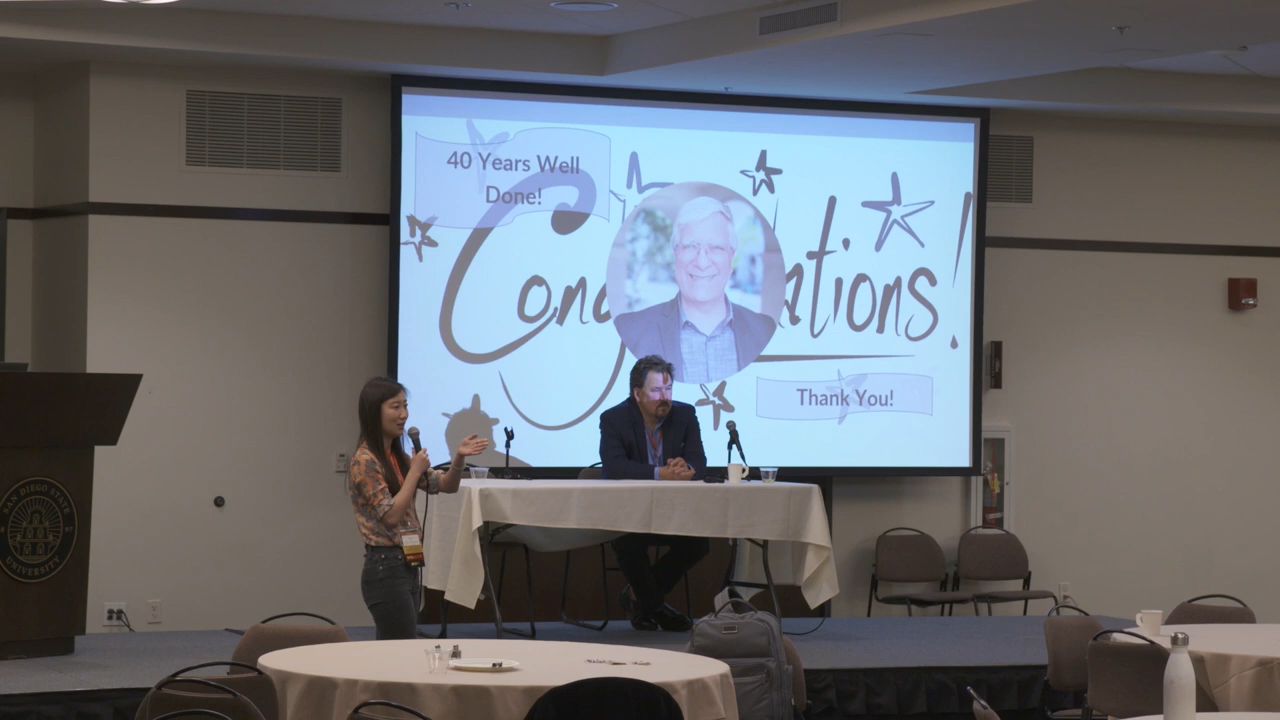 40 Years Well
Done!
Congratulations!
Thank You!
SAN DIEGO STATE
UNIVERSITY